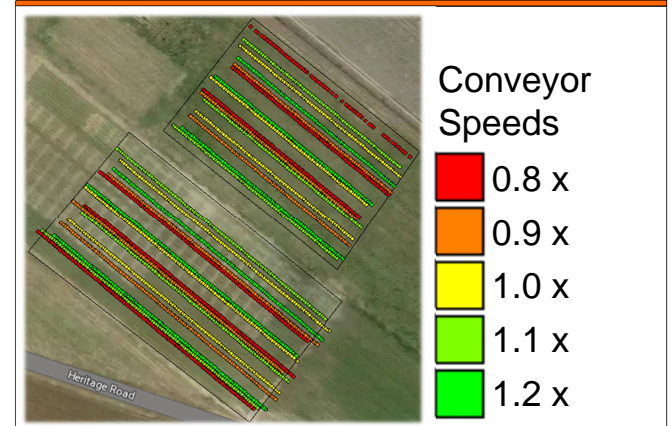 Conveyor
Speeds
0.8 x
0.9 x
1.0 x
1.1 x
1.2 x
Heritage Road